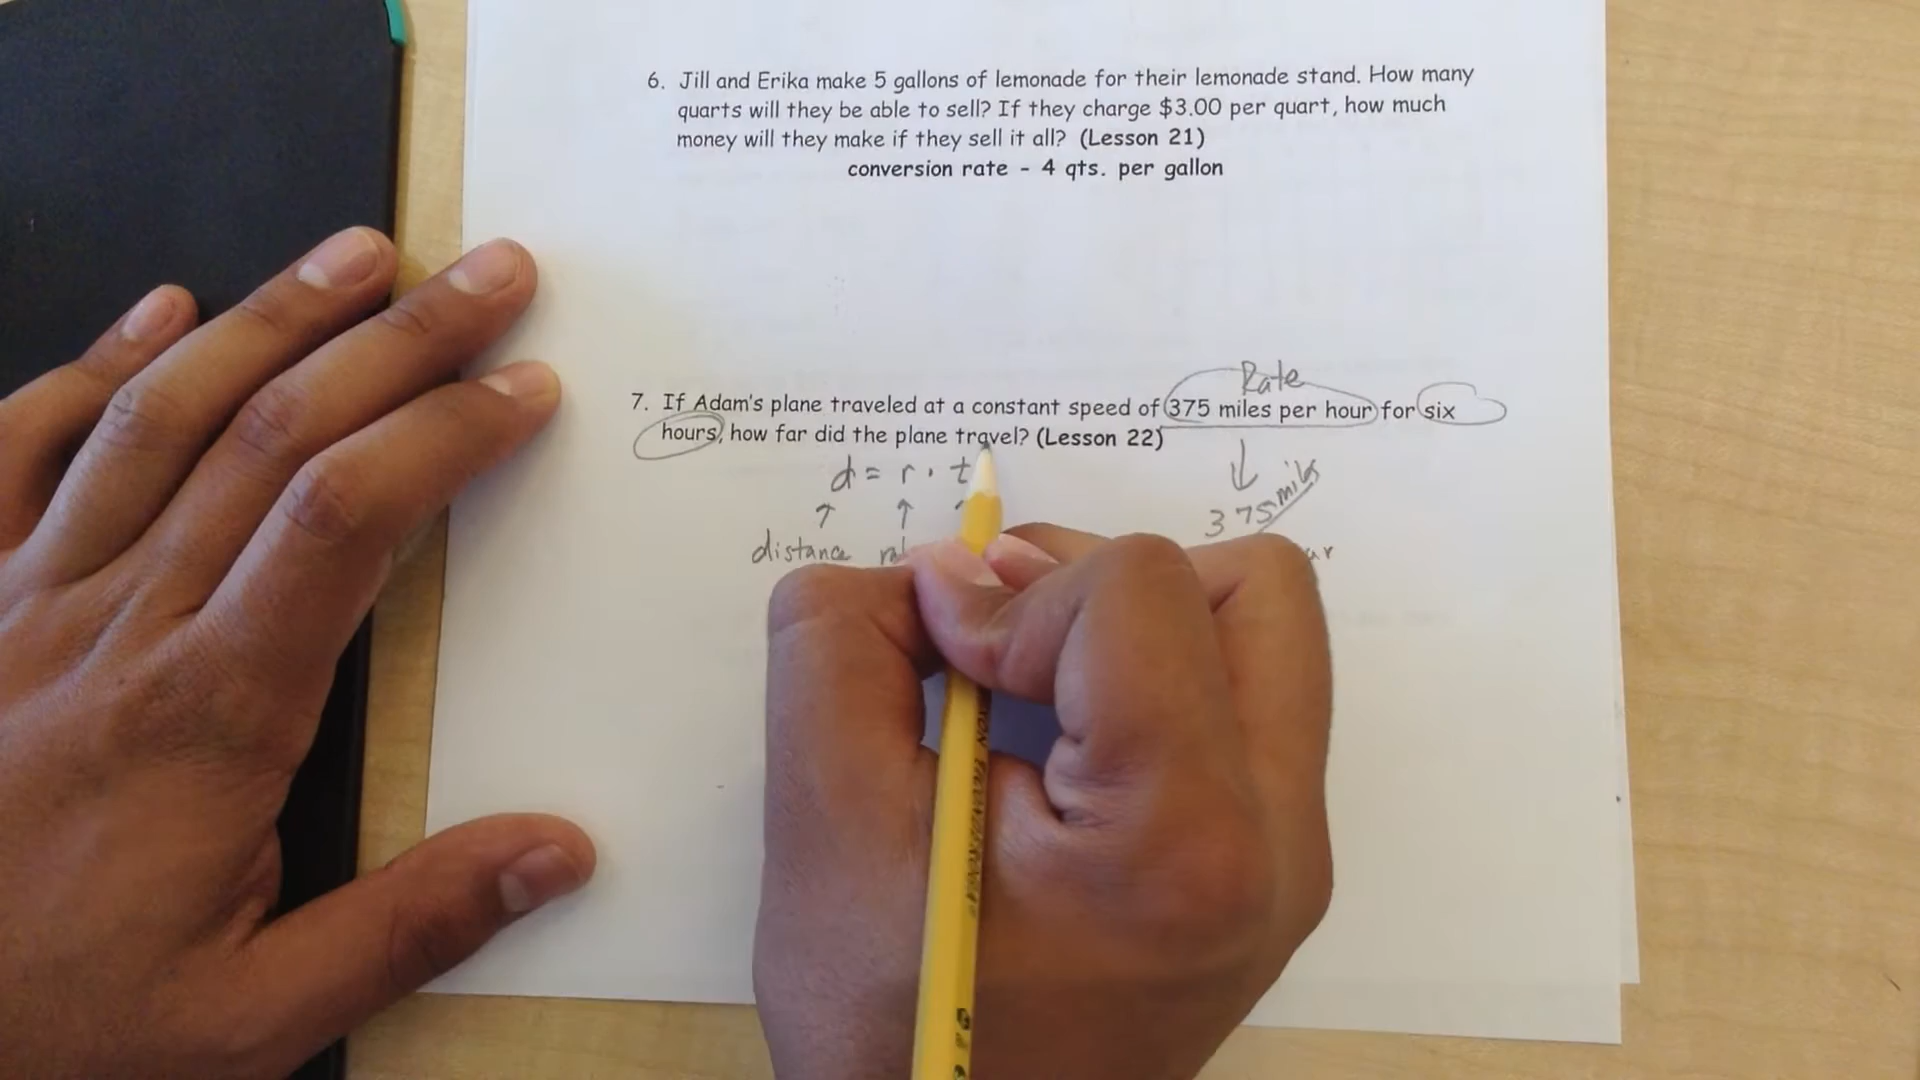 6. Jill and Erika make 5 gallons of lemonade for their lemonade stand. How many
quarts will they be able to sell? If they charge $3.00 per quart, how much
money will they make if they sell it all? (Lesson 21)
conversion rate - 4 qts. per gallon
Rate
7. If Adam's plane traveled at a constant speed of 375 miles per hour for six
hours, how far did the plane travel? (Lesson 22)
d = r · t
375 miles
distance